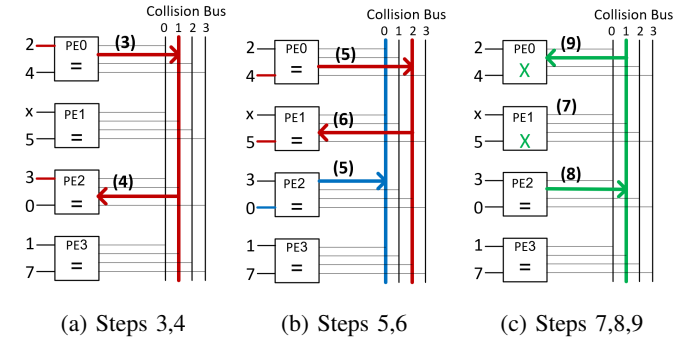 Collision Bus
0 1 2 3
2
PE0
(3)
4
=
x
PE1
5
=
3
PE2
(4)
0
=
1
PE3
7
=
(a) Steps 3,4
Collision Bus
0 1 2 3
2
PE0
(5)
4
=
x
PE1
(6)
5
=
3
PE2
(5)
0
=
1
PE3
7
=
(b) Steps 5,6
Collision Bus
0 1 2 3
2
PE0
(9)
4
X
x
PE1
(7)
5
X
3
PE2
(8)
0
=
1
PE3
7
=
(c) Steps 7,8,9